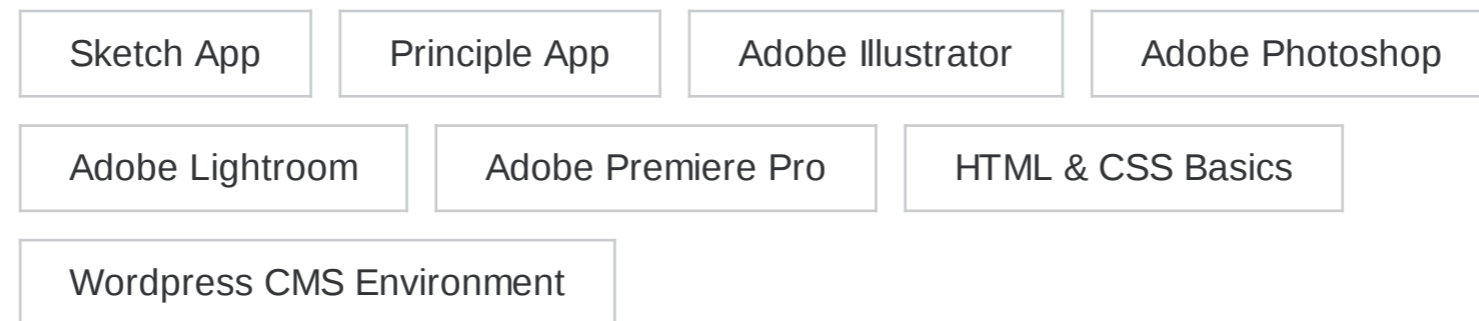 Sketch App Principle App Adobe Illustrator Adobe Photoshop
Adobe Lightroom Adobe Premiere Pro HTML & CSS Basics
Wordpress CMS Environment